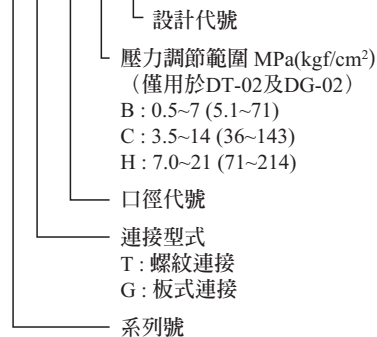 設計代號
壓力調節範圍 MPa(kgf/cm²)
（僅用於DT-02及DG-02）
B : 0.5~7 (5.1~71)
C : 3.5~14 (36~143)
H : 7.0~21 (71~214)
口徑代號
連接型式
T : 螺紋連接
G : 板式連接
系列號